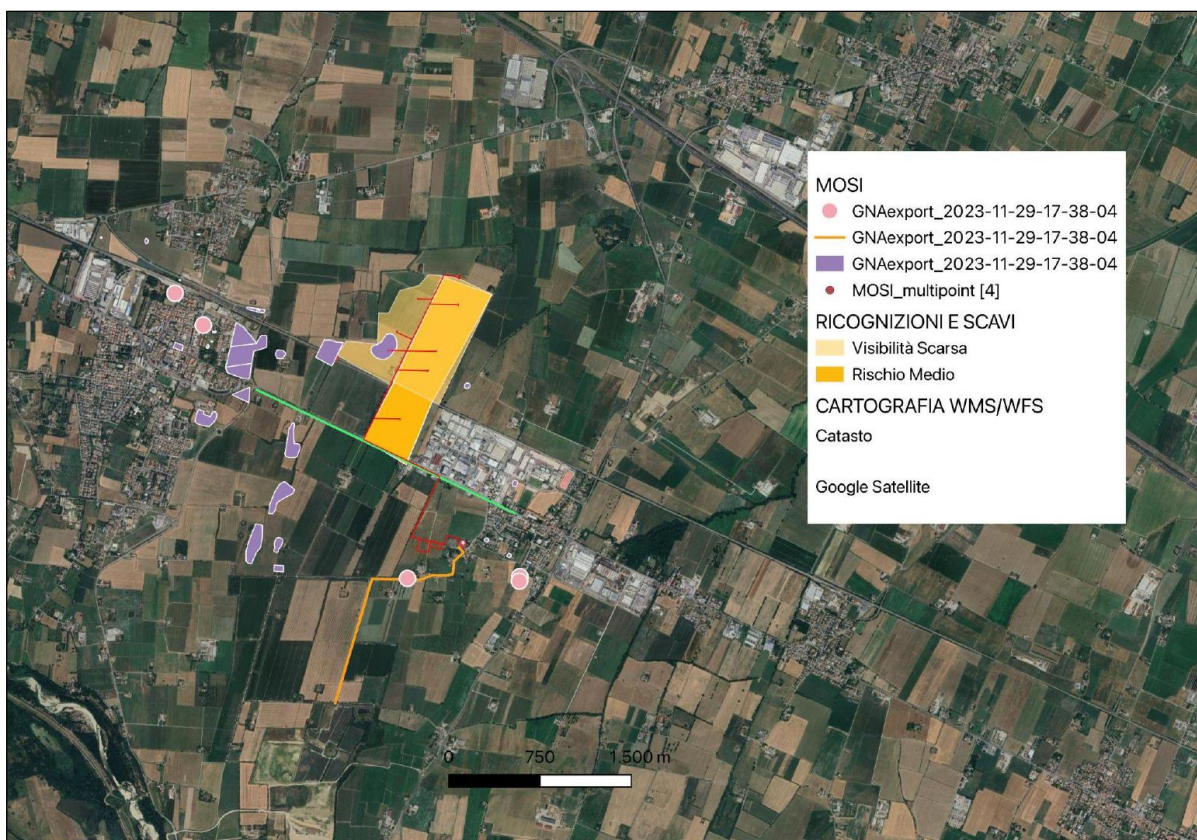 MOSI
GNAexport_2023-11-29-17-38-04
GNAexport_2023-11-29-17-38-04
GNAexport_2023-11-29-17-38-04
MOSI_multipoint [4]
RICOGNIZIONI E SCAVI
Visibilità Scarsa
Rischio Medio
CARTOGRAFIA WMS/WFS
Catasto
Google Satellite
0 750 1.500 m